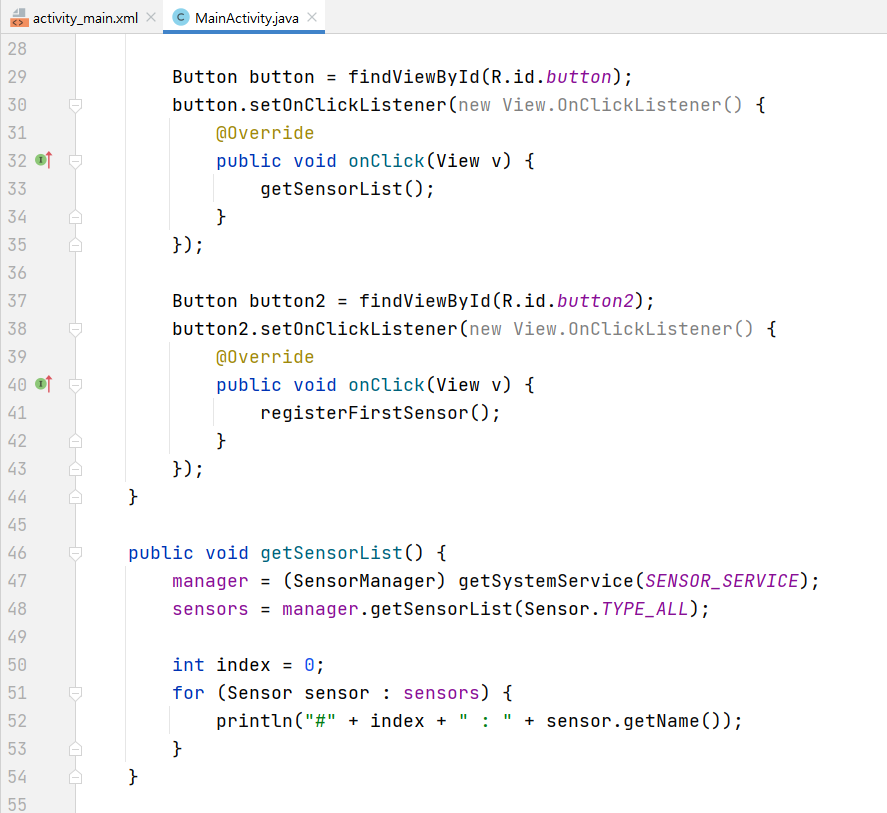 activity_main.xml MainActivity.java
28
29 Button button = findViewById(R.id.button);
30 button.setOnClickListener(new View.OnClickListener() {
31 @Override
32 public void onClick(View v) {
33 getSensorList();
34 }
35 });
36
37 Button button2 = findViewById(R.id.button2);
38 button2.setOnClickListener(new View.OnClickListener() {
39 @Override
40 public void onClick(View v) {
41 registerFirstSensor();
42 }
43 });
44 }
45
46 public void getSensorList() {
47 manager = (SensorManager) getSystemService(SENSOR_SERVICE);
48 sensors = manager.getSensorList(Sensor.TYPE_ALL);
49
50 int index = 0;
51 for (Sensor sensor : sensors) {
52 println("#" + index + " : " + sensor.getName());
53 }
54 }
55